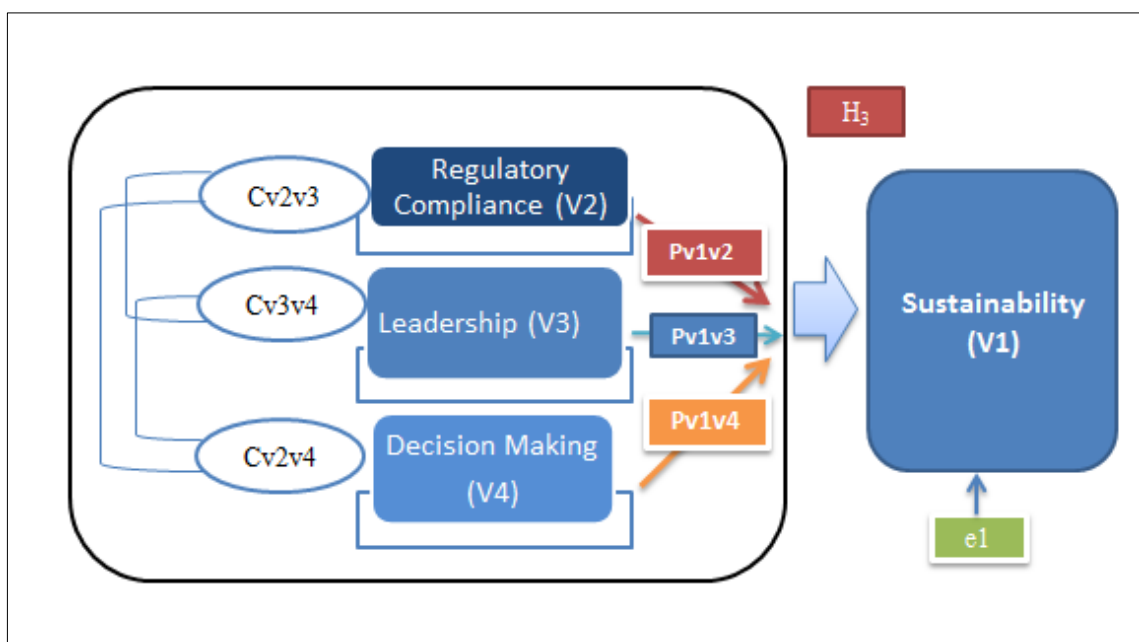 H₃
Cv2v3
Regulatory
Compliance (V2)
Pv1v2
Cv3v4
Leadership (V3)
Pv1v3
Sustainability
(V1)
Pv1v4
Cv2v4
Decision Making
(V4)
e1